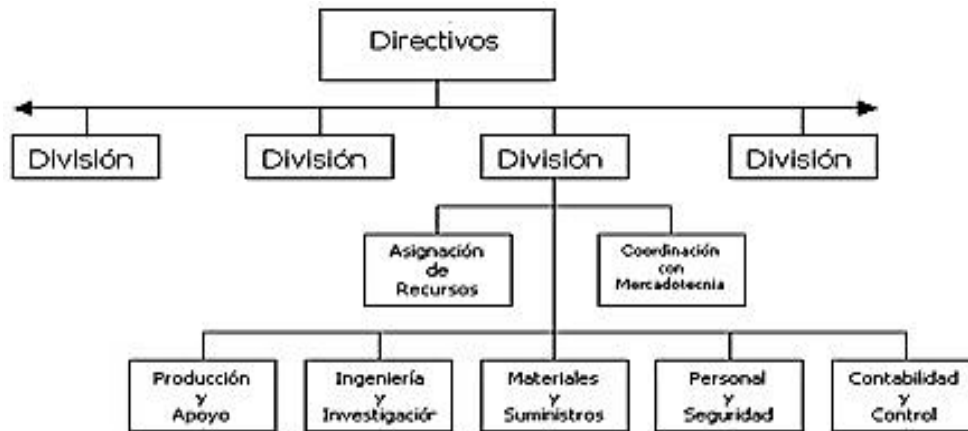 Directivos
División
División
División
División
Asignación
de
Recursos
Coordinación
con
Mercadotecnia
Producción
y
Apoyo
Ingeniería
y
Investigación
Materiales
y
Suministros
Personal
y
Seguridad
Contabilidad
y
Control